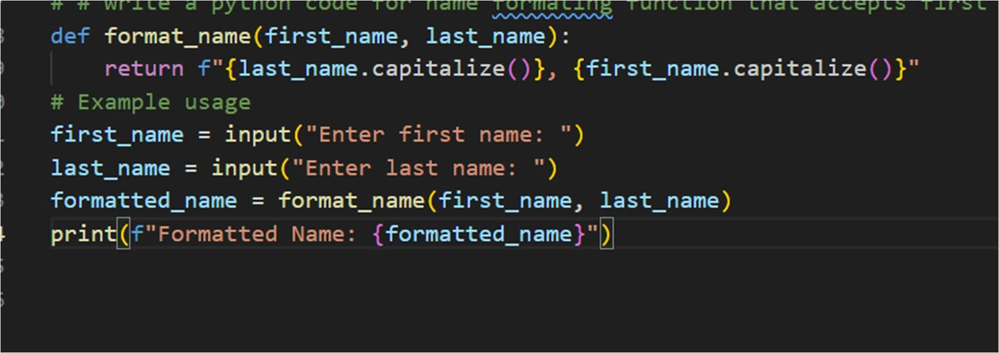 # # Write a python code for name formating function that accepts first
def format_name(first_name, last_name):
    return f"{last_name.capitalize()}, {first_name.capitalize()}"
# Example usage
first_name = input("Enter first name: ")
last_name = input("Enter last name: ")
formatted_name = format_name(first_name, last_name)
print(f"Formatted Name: {formatted_name}")